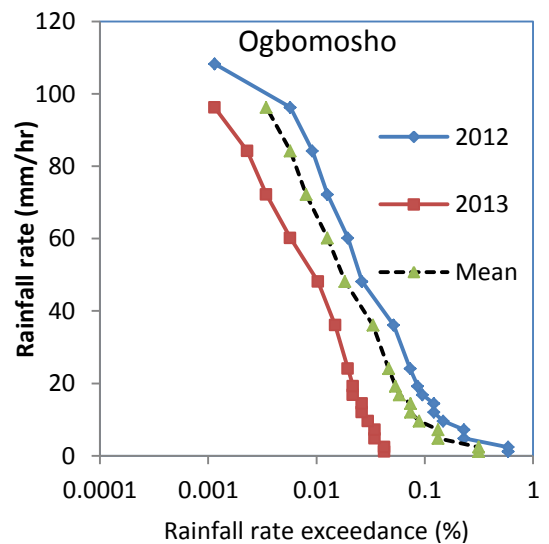 Ogbomosho
120
100
80
60
40
20
0
Rainfall rate (mm/hr)
2012
2013
Mean
0.0001 0.001 0.01 0.1 1
Rainfall rate exceedance (%)